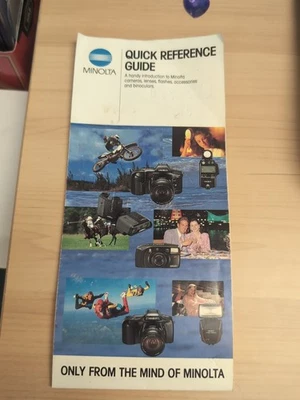 MINOLTA
QUICK REFERENCE
GUIDE
A handy introduction to Minolta
cameras, lenses, flashes, accessories
and binoculars.
ONLY FROM THE MIND OF MINOLTA